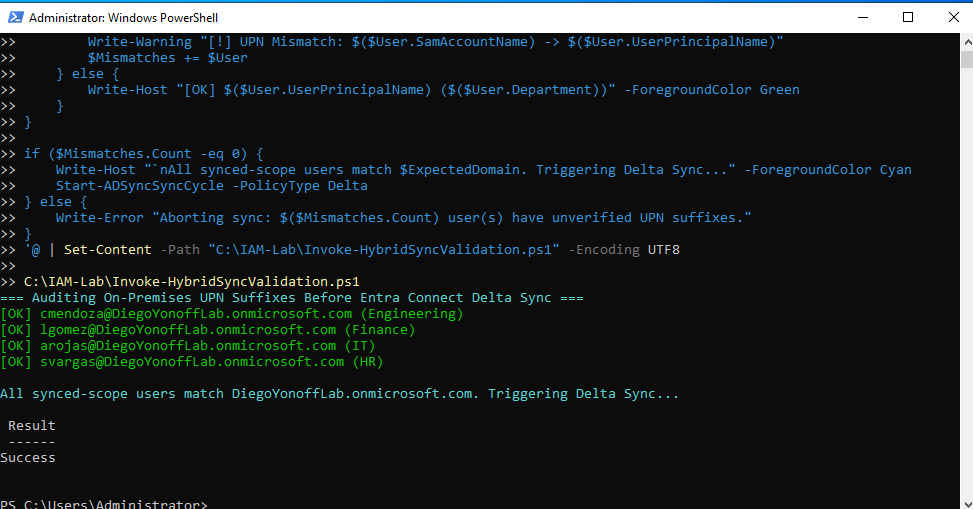 Administrator: Windows PowerShell
>>         Write-Warning "[!] UPN Mismatch: $($User.SamAccountName) -> $($User.UserPrincipalName)"
>>         $Mismatches += $User
>>     } else {
>>         Write-Host "[OK] $($User.UserPrincipalName) ($($User.Department))" -ForegroundColor Green
>>     }
>> }
>>
>> if ($Mismatches.Count -eq 0) {
>>     Write-Host "`nAll synced-scope users match $ExpectedDomain. Triggering Delta Sync..." -ForegroundColor Cyan
>>     Start-ADSyncSyncCycle -PolicyType Delta
>> } else {
>>     Write-Error "Aborting sync: $($Mismatches.Count) user(s) have unverified UPN suffixes."
>> }
>> '@ | Set-Content -Path "C:\IAM-Lab\Invoke-HybridSyncValidation.ps1" -Encoding UTF8
>>
>> C:\IAM-Lab\Invoke-HybridSyncValidation.ps1
=== Auditing On-Premises UPN Suffixes Before Entra Connect Delta Sync ===
[OK] cmendoza@DiegoYonoffLab.onmicrosoft.com (Engineering)
[OK] lgomez@DiegoYonoffLab.onmicrosoft.com (Finance)
[OK] arojas@DiegoYonoffLab.onmicrosoft.com (IT)
[OK] svargas@DiegoYonoffLab.onmicrosoft.com (HR)

All synced-scope users match DiegoYonoffLab.onmicrosoft.com. Triggering Delta Sync...

 Result
 ------
Success

PS C:\Users\Administrator>